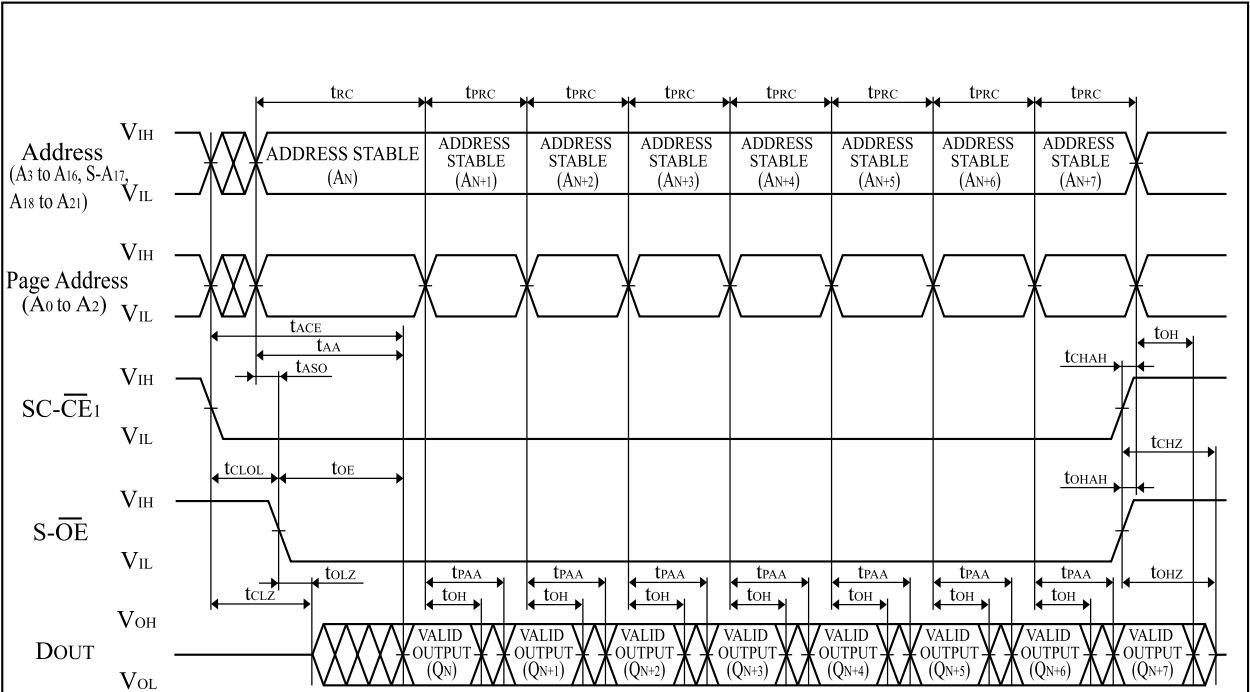 tRC tPRC tPRC tPRC tPRC tPRC tPRC tPRC
VIH
Address
(A3 to A16, S-A17,
A18 to A21)
VIL
ADDRESS STABLE
(AN)
ADDRESS
STABLE
(AN+1)
ADDRESS
STABLE
(AN+2)
ADDRESS
STABLE
(AN+3)
ADDRESS
STABLE
(AN+4)
ADDRESS
STABLE
(AN+5)
ADDRESS
STABLE
(AN+6)
ADDRESS
STABLE
(AN+7)
VIH
Page Address
(A0 to A2)
VIL
tACE
tAA
tASO
tOH
tCHAH
VIH
SC-C̅E̅1
VIL
tCHZ
tCLOL tOE
tOHAH
VIH
S-O̅E̅
VIL
tOLZ
tCLZ
tPAA tPAA tPAA tPAA tPAA tPAA tPAA
tOHZ
tOH tOH tOH tOH tOH tOH tOH
VOH
DOUT
VOL
VALID
OUTPUT
(QN)
VALID
OUTPUT
(QN+1)
VALID
OUTPUT
(QN+2)
VALID
OUTPUT
(QN+3)
VALID
OUTPUT
(QN+4)
VALID
OUTPUT
(QN+5)
VALID
OUTPUT
(QN+6)
VALID
OUTPUT
(QN+7)